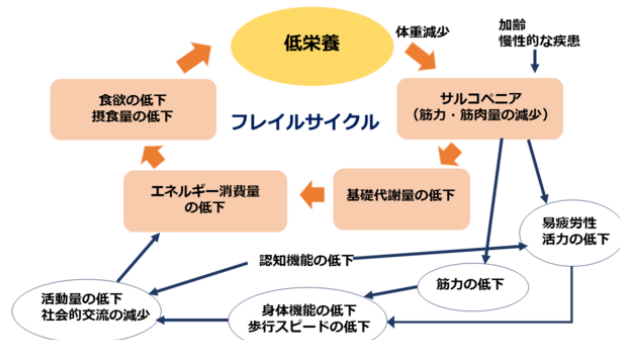 低栄養
体重減少
加齢
慢性的な疾患
食欲の低下
摂食量の低下
フレイルサイクル
サルコペニア
（筋力・筋肉量の減少）
エネルギー消費量
の低下
基礎代謝量の低下
易疲労性
活力の低下
認知機能の低下
筋力の低下
活動量の低下
社会的交流の減少
身体機能の低下
歩行スピードの低下